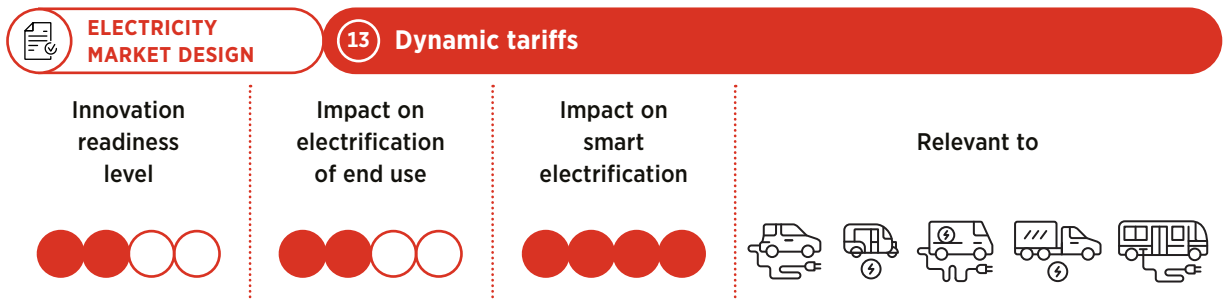 ELECTRICITY
MARKET DESIGN
13 Dynamic tariffs
Innovation
readiness
level
Impact on
electrification
of end use
Impact on
smart
electrification
Relevant to